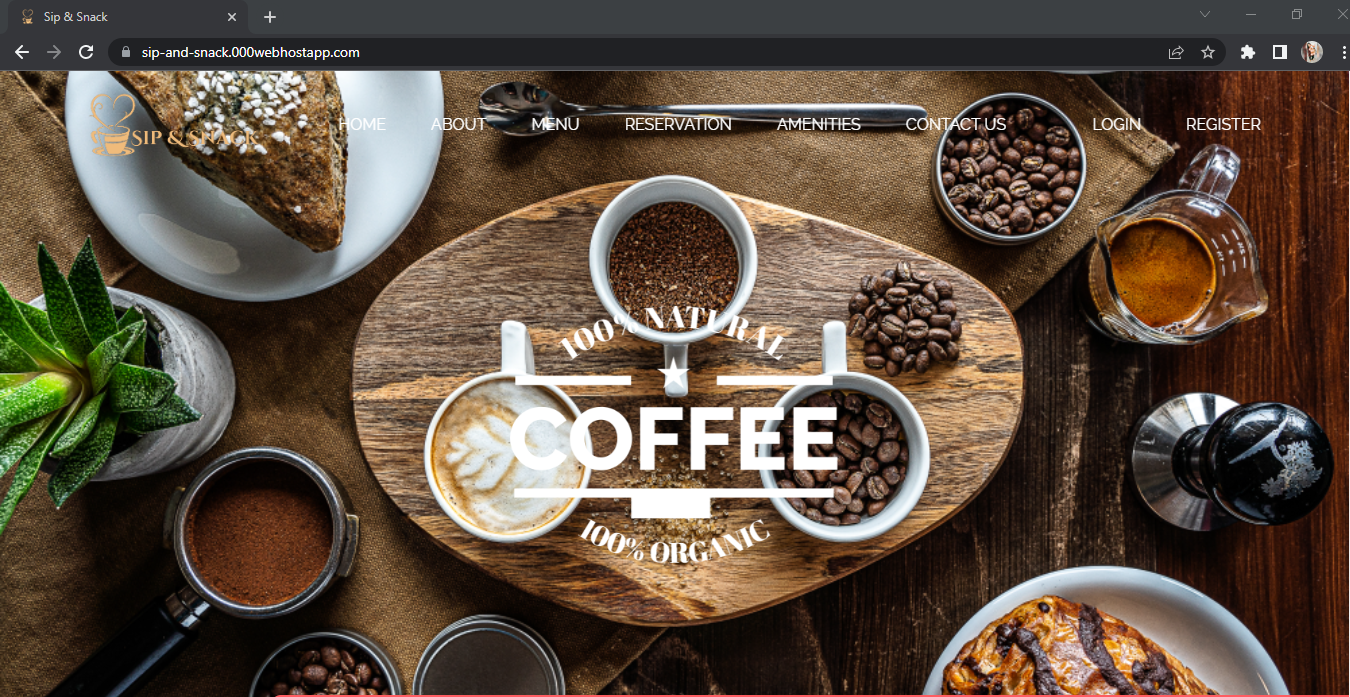 Sip & Snack
sip-and-snack.000webhostapp.com
SIP & SNACK
HOME ABOUT MENU RESERVATION AMENITIES CONTACT US LOGIN REGISTER
100% NATURAL
COFFEE
100% ORGANIC